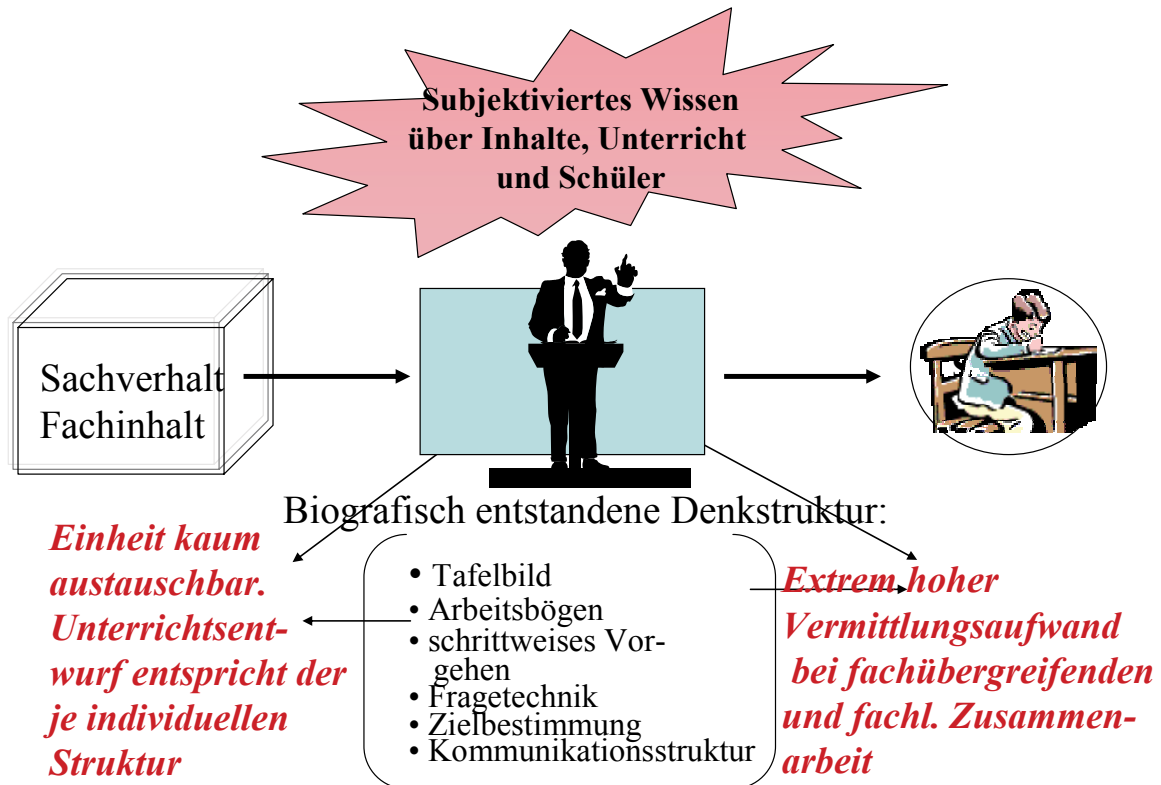 Subjektiviertes Wissen
über Inhalte, Unterricht
und Schüler
Sachverhalt
Fachinhalt
Biografisch entstandene Denkstruktur:
Einheit kaum
austauschbar.
Unterrichtsent-
wurf entspricht der
je individuellen
Struktur
• Tafelbild
• Arbeitsbögen
• schrittweises Vor-
gehen
• Fragetechnik
• Zielbestimmung
• Kommunikationsstruktur
Extrem hoher
Vermittlungsaufwand
bei fachübergreifenden
und fachl. Zusammen-
arbeit